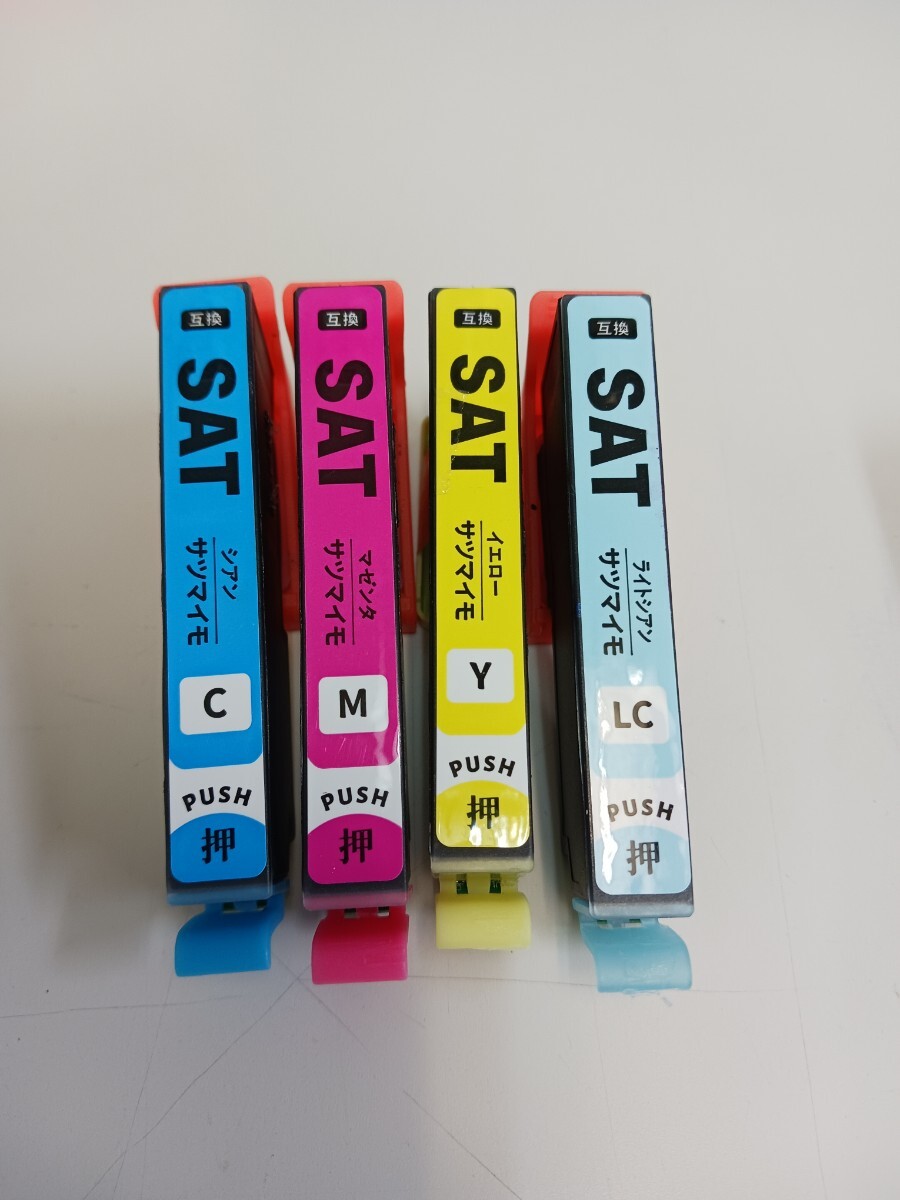 互換
SAT
シアン
サツマイモ
C
PUSH
押
互換
SAT
マゼンタ
サツマイモ
M
PUSH
押
互換
SAT
イエロー
サツマイモ
Y
PUSH
押
互換
SAT
ライトシアン
サツマイモ
LC
PUSH
押